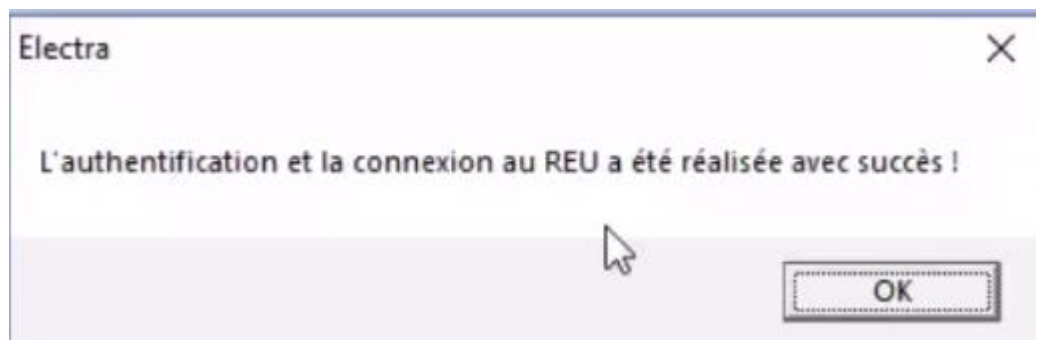 Electra
L'authentification et la connexion au REU a été réalisée avec succès !
OK